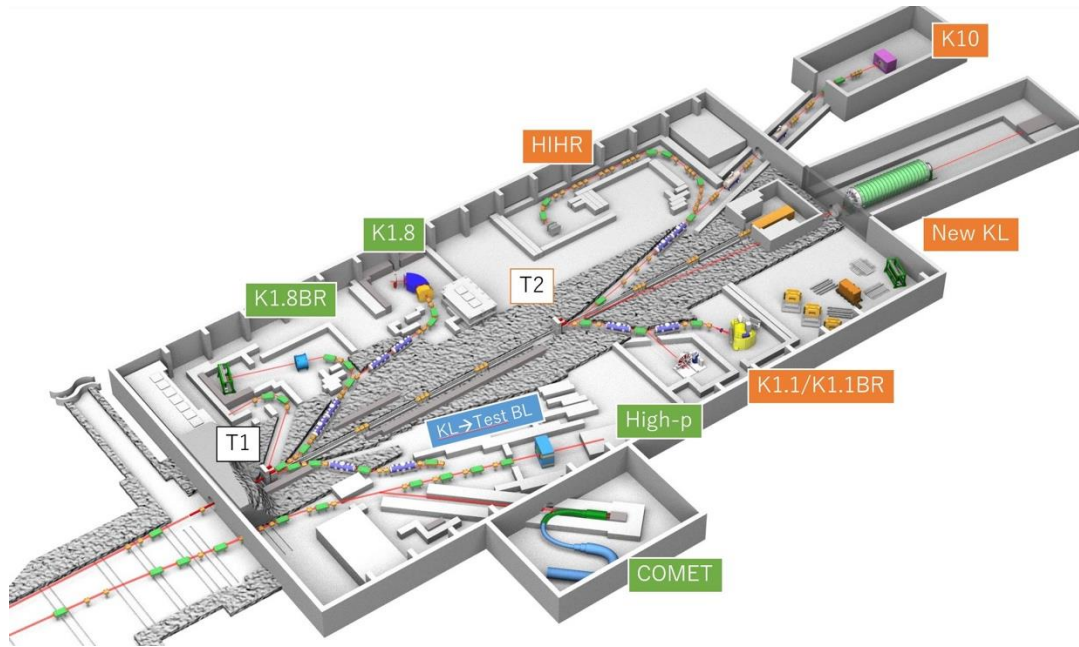 K10
HIHR
New KL
K1.8
T2
K1.8BR
K1.1/K1.1BR
High-p
KL→Test BL
T1
COMET